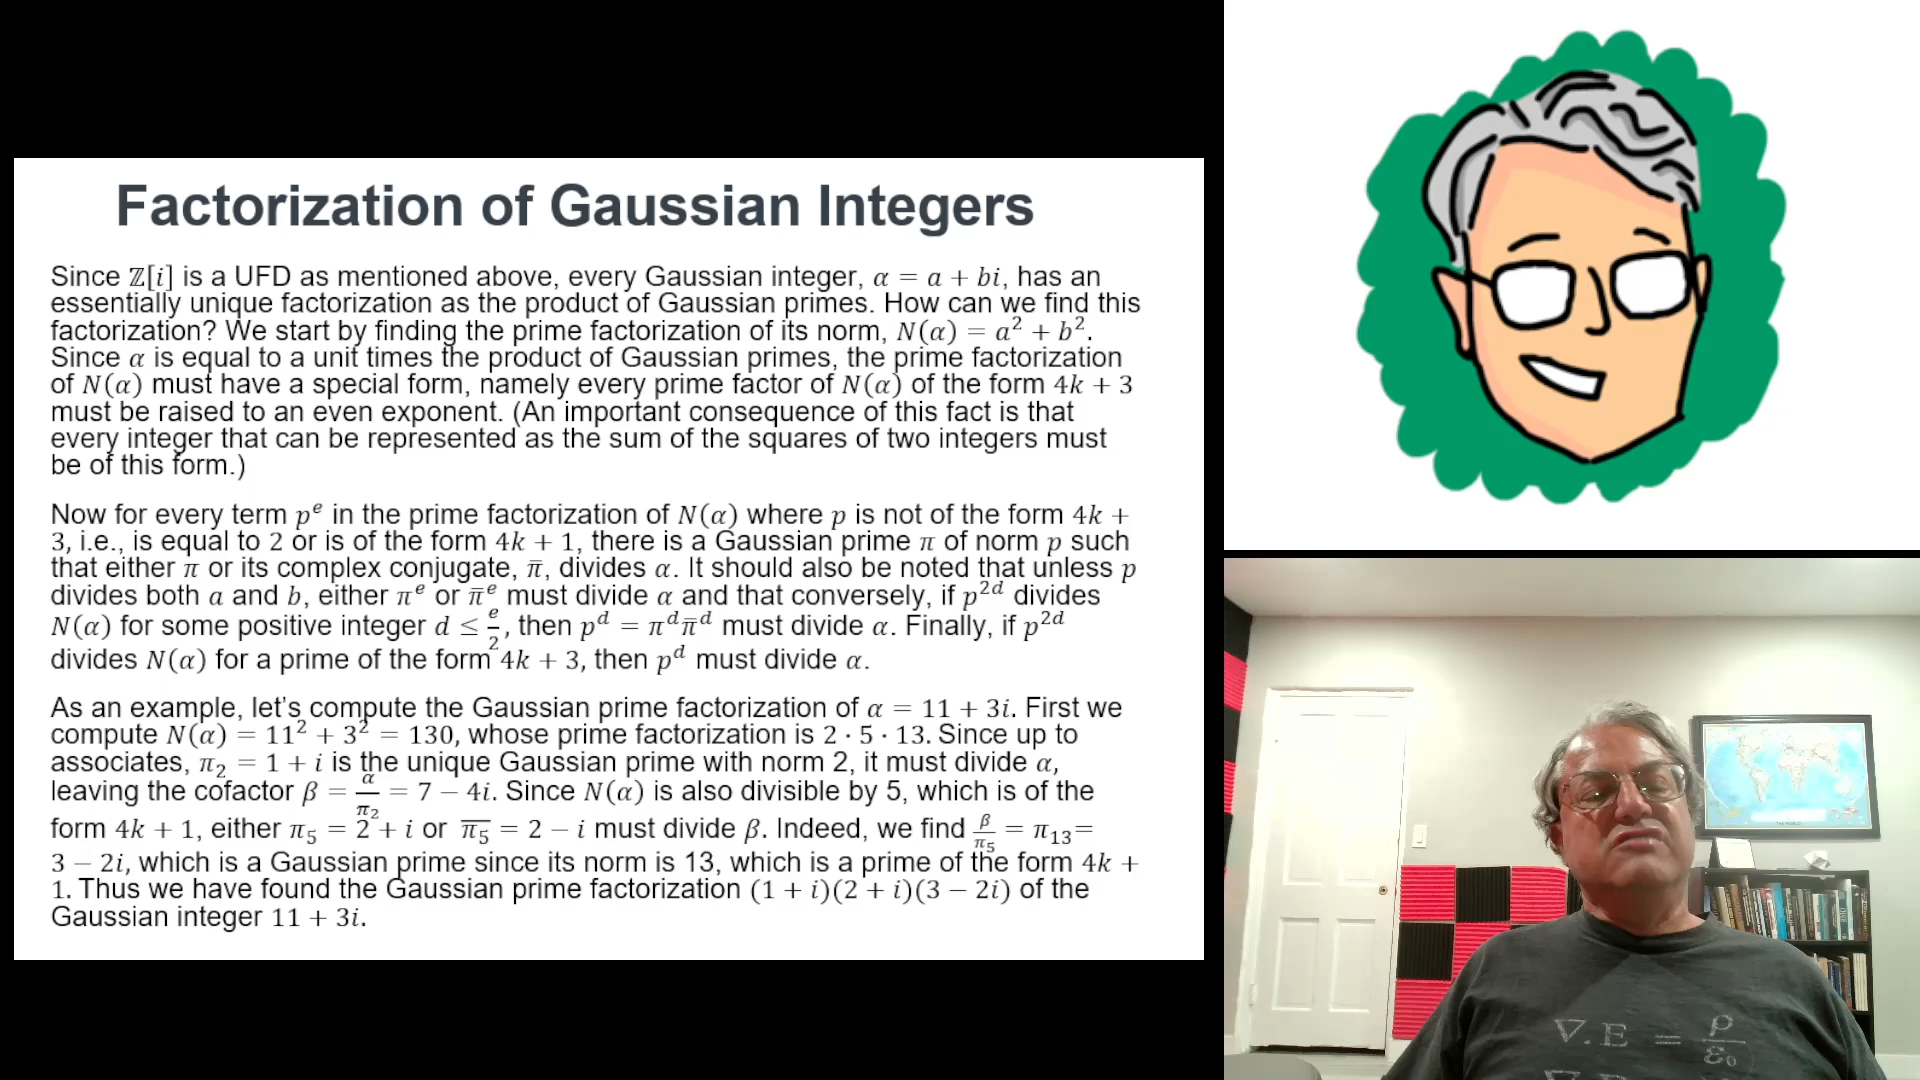 Factorization of Gaussian Integers
Since ℤ[i] is a UFD as mentioned above, every Gaussian integer, α = a + bi, has an
essentially unique factorization as the product of Gaussian primes. How can we find this
factorization? We start by finding the prime factorization of its norm, N(α) = a² + b².
Since α is equal to a unit times the product of Gaussian primes, the prime factorization
of N(α) must have a special form, namely every prime factor of N(α) of the form 4k + 3
must be raised to an even exponent. (An important consequence of this fact is that
every integer that can be represented as the sum of the squares of two integers must
be of this form.)
Now for every term pᵉ in the prime factorization of N(α) where p is not of the form 4k +
3, i.e., is equal to 2 or is of the form 4k + 1, there is a Gaussian prime π of norm p such
that either π or its complex conjugate, π̅, divides α. It should also be noted that unless p
divides both a and b, either πᵉ or π̅ᵉ must divide α and that conversely, if p²ᵈ divides
N(α) for some positive integer d ≤ e/2, then pᵈ = πᵈπ̅ᵈ must divide α. Finally, if p²ᵈ
divides N(α) for a prime of the form 4k + 3, then pᵈ must divide α.
As an example, let's compute the Gaussian prime factorization of α = 11 + 3i. First we
compute N(α) = 11² + 3² = 130, whose prime factorization is 2 · 5 · 13. Since up to
associates, π₂ = 1 + i is the unique Gaussian prime with norm 2, it must divide α,
leaving the cofactor β = α/π₂ = 7 − 4i. Since N(α) is also divisible by 5, which is of the
form 4k + 1, either π₅ = 2 + i or π̅₅ = 2 − i must divide β. Indeed, we find β/π₅ = π₁₃=
3 − 2i, which is a Gaussian prime since its norm is 13, which is a prime of the form 4k +
1. Thus we have found the Gaussian prime factorization (1 + i)(2 + i)(3 − 2i) of the
Gaussian integer 11 + 3i.
∇.E = ρ/ε₀